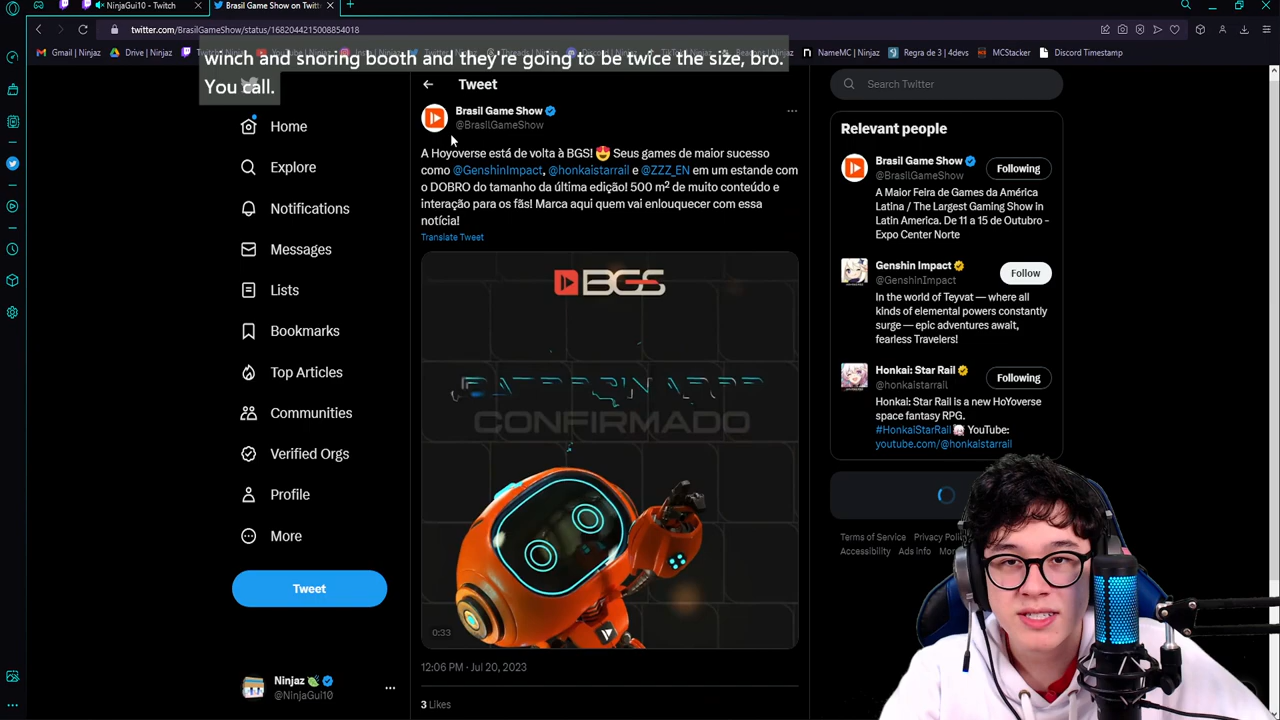 NinjaGui10 - Twitch
Brasil Game Show on Twitt
twitter.com/BrasilGameShow/status/1682044215008854018
Gmail | Ninjaz
Drive | Ninjaz
NameMC | Ninjaz
Regra de 3 | 4devs
MCStacker
Discord Timestamp
winch and snoring booth and they're going to be twice the size, bro.
You call.
Home
Explore
Notifications
Messages
Lists
Bookmarks
Top Articles
Communities
Verified Orgs
Profile
More
Tweet
Ninjaz
@NinjaGui10
Tweet
Brasil Game Show
@BrasilGameShow
A Hoyoverse está de volta à BGS! 😍 Seus games de maior sucesso
como @GenshinImpact, @honkaistarrail e @ZZZ_EN em um estande com
o DOBRO do tamanho da última edição! 500 m² de muito conteúdo e
interação para os fãs! Marca aqui quem vai enlouquecer com essa
notícia!
Translate Tweet
BGS
CONFIRMADO
0:33
12:06 PM · Jul 20, 2023
3 Likes
Search Twitter
Relevant people
Brasil Game Show
@BrasilGameShow
Following
A Maior Feira de Games da América
Latina / The Largest Gaming Show in
Latin America. De 11 a 15 de Outubro -
Expo Center Norte
Genshin Impact
@GenshinImpact
Follow
In the world of Teyvat — where all
kinds of elemental powers constantly
surge — epic adventures await,
fearless Travelers!
Honkai: Star Rail
@honkaistarrail
Following
Honkai: Star Rail is a new HoYoverse
space fantasy RPG.
#HonkaiStarRail YouTube:
youtube.com/@honkaistarrail
Terms of Service Privacy
Accessibility Ads info